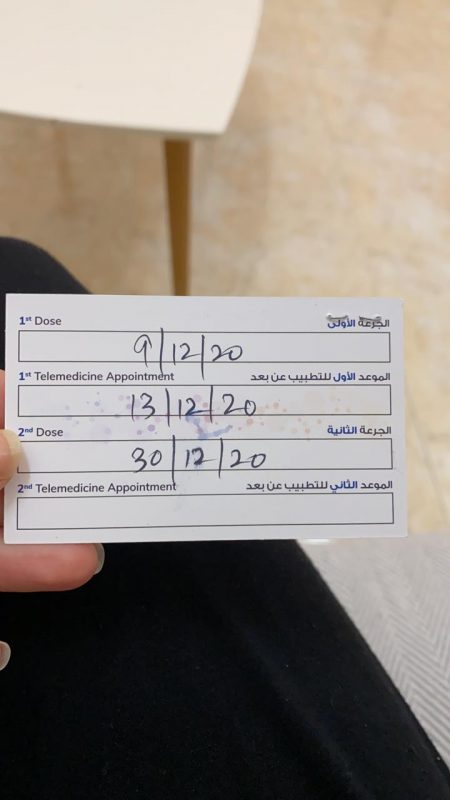 1st Dose الجرعة الأولى
9/12/20
1st Telemedicine Appointment الموعد الأول للتطبيب عن بعد
13/12/20
2nd Dose الجرعة الثانية
30/12/20
2nd Telemedicine Appointment الموعد الثاني للتطبيب عن بعد